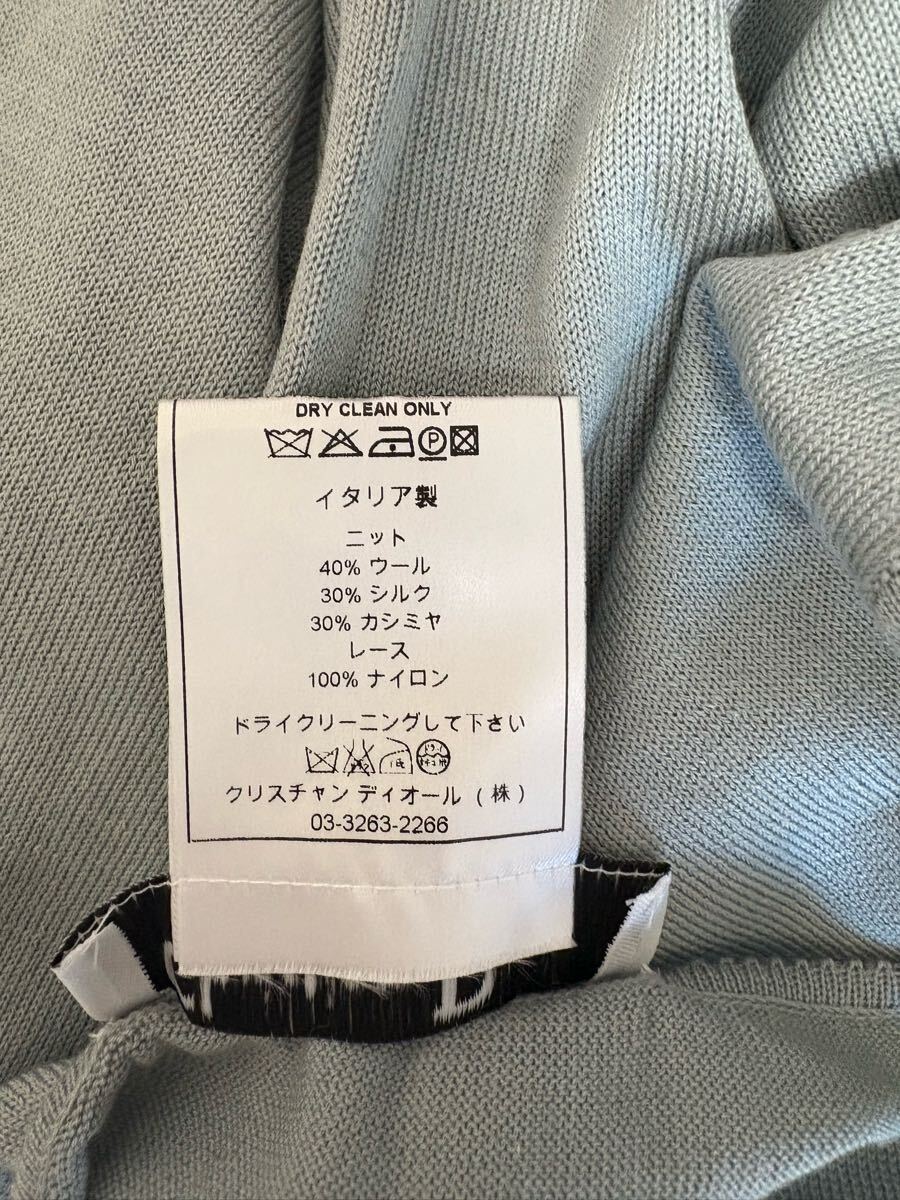 DRY CLEAN ONLY
P
イタリア製
ニット
40% ウール
30% シルク
30% カシミヤ
レース
100% ナイロン
ドライクリーニングして下さい
クリスチャン ディオール (株)
03-3263-2266